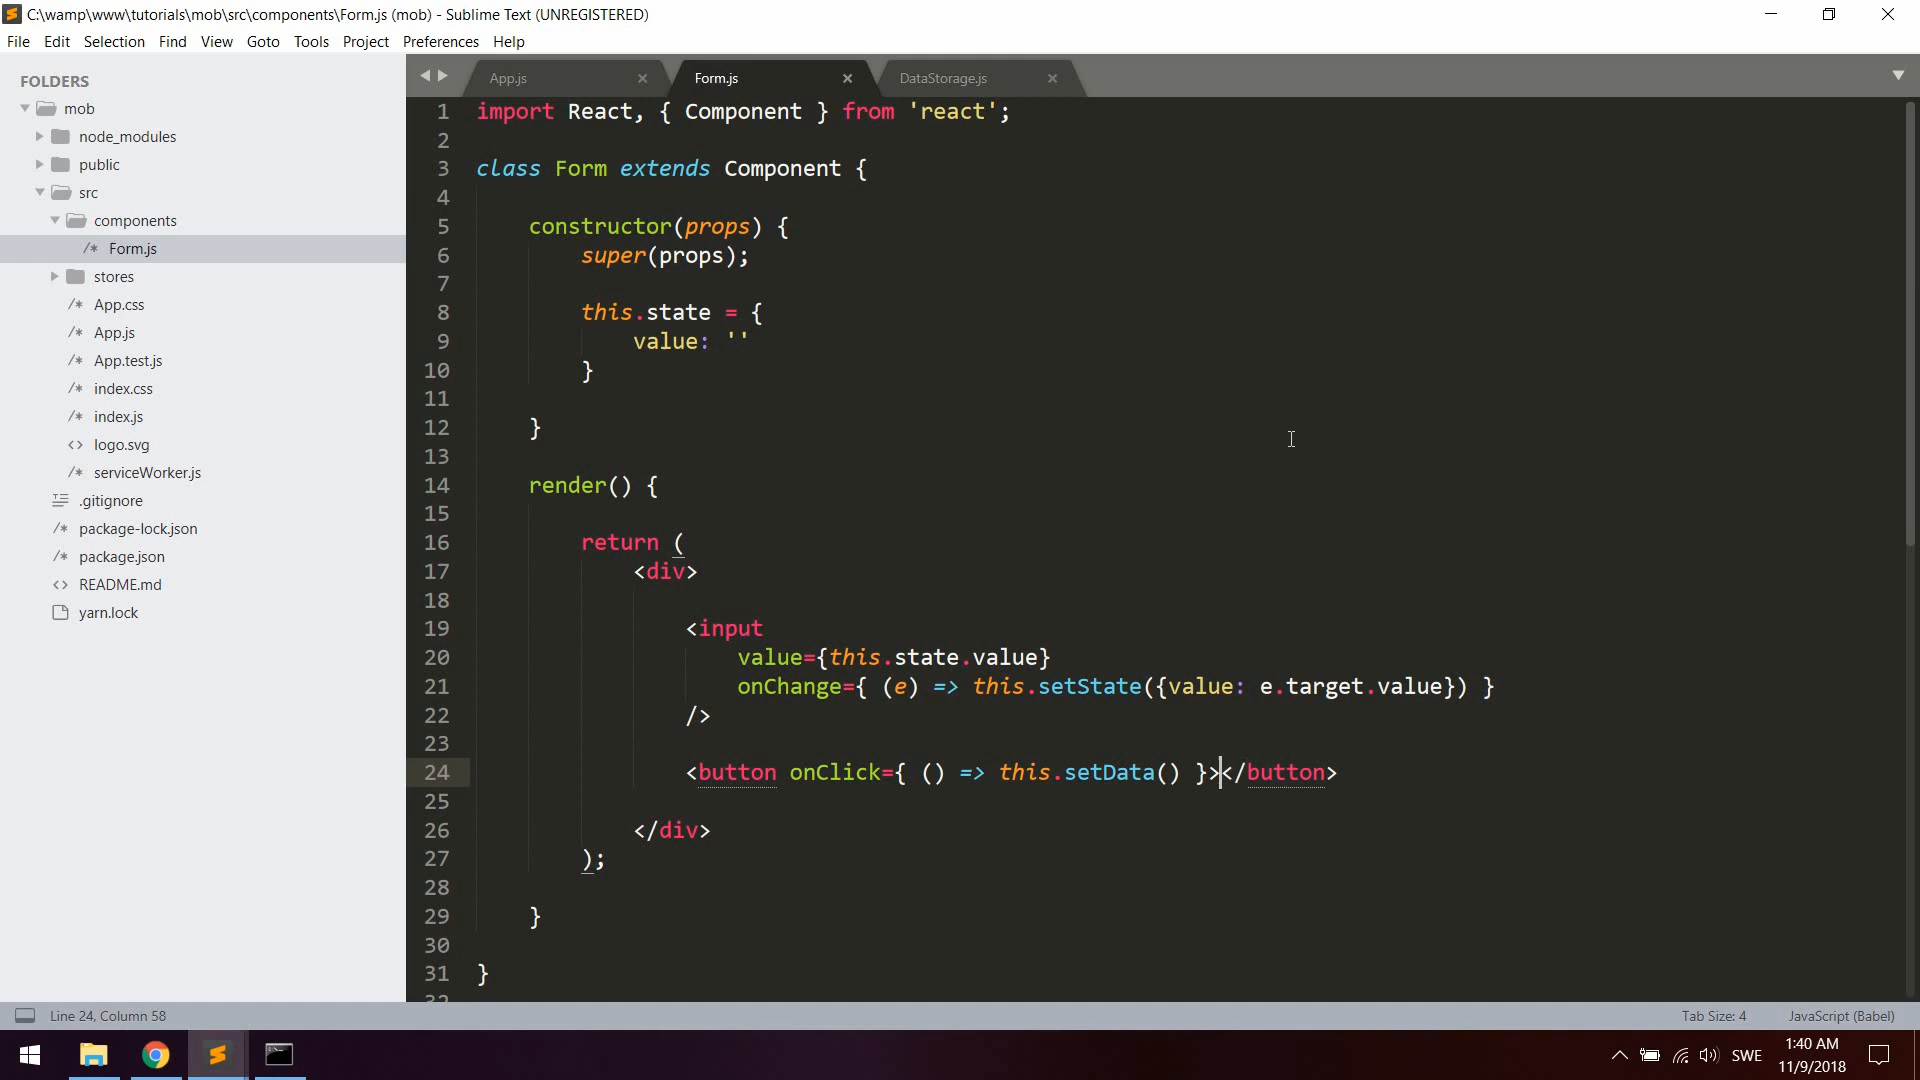 C:\wamp\www\tutorials\mob\src\components\Form.js (mob) - Sublime Text (UNREGISTERED)
File Edit Selection Find View Goto Tools Project Preferences Help
FOLDERS
mob
node_modules
public
src
components
/* Form.js
stores
/* App.css
/* App.js
/* App.test.js
/* index.css
/* index.js
<> logo.svg
/* serviceWorker.js
.gitignore
/* package-lock.json
/* package.json
<> README.md
yarn.lock
App.js Form.js DataStorage.js
1 import React, { Component } from 'react';
2
3 class Form extends Component {
4
5 constructor(props) {
6 super(props);
7
8 this.state = {
9 value: ''
10 }
11
12 }
13
14 render() {
15
16 return (
17 <div>
18
19 <input
20 value={this.state.value}
21 onChange={ (e) => this.setState({value: e.target.value}) }
22 />
23
24 <button onClick={ () => this.setData() }></button>
25
26 </div>
27 );
28
29 }
30
31 }
32
Line 24, Column 58
Tab Size: 4 JavaScript (Babel)
SWE
1:40 AM
11/9/2018